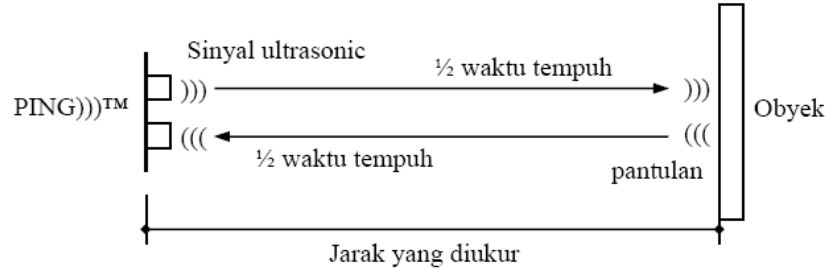 Sinyal ultrasonic
½ waktu tempuh
)))
)))
PING)))™
Obyek
(((
(((
½ waktu tempuh
pantulan
Jarak yang diukur